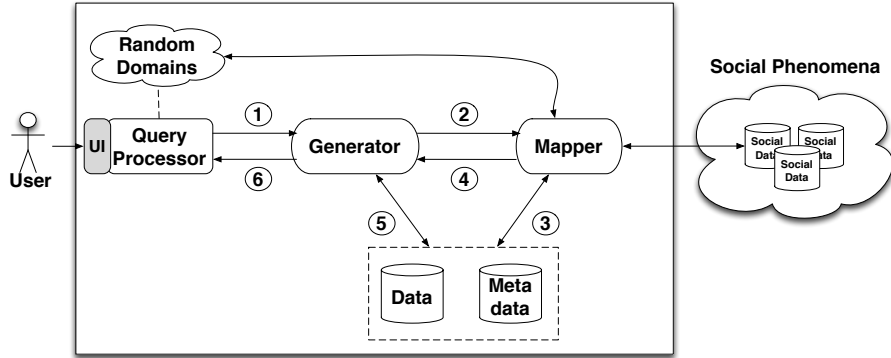 Random
Domains
Social Phenomena
1
2
UI
Query
Processor
Generator
Mapper
Social
Data
Social
Data
Social
Data
User
6
4
5
3
Data
Meta
data